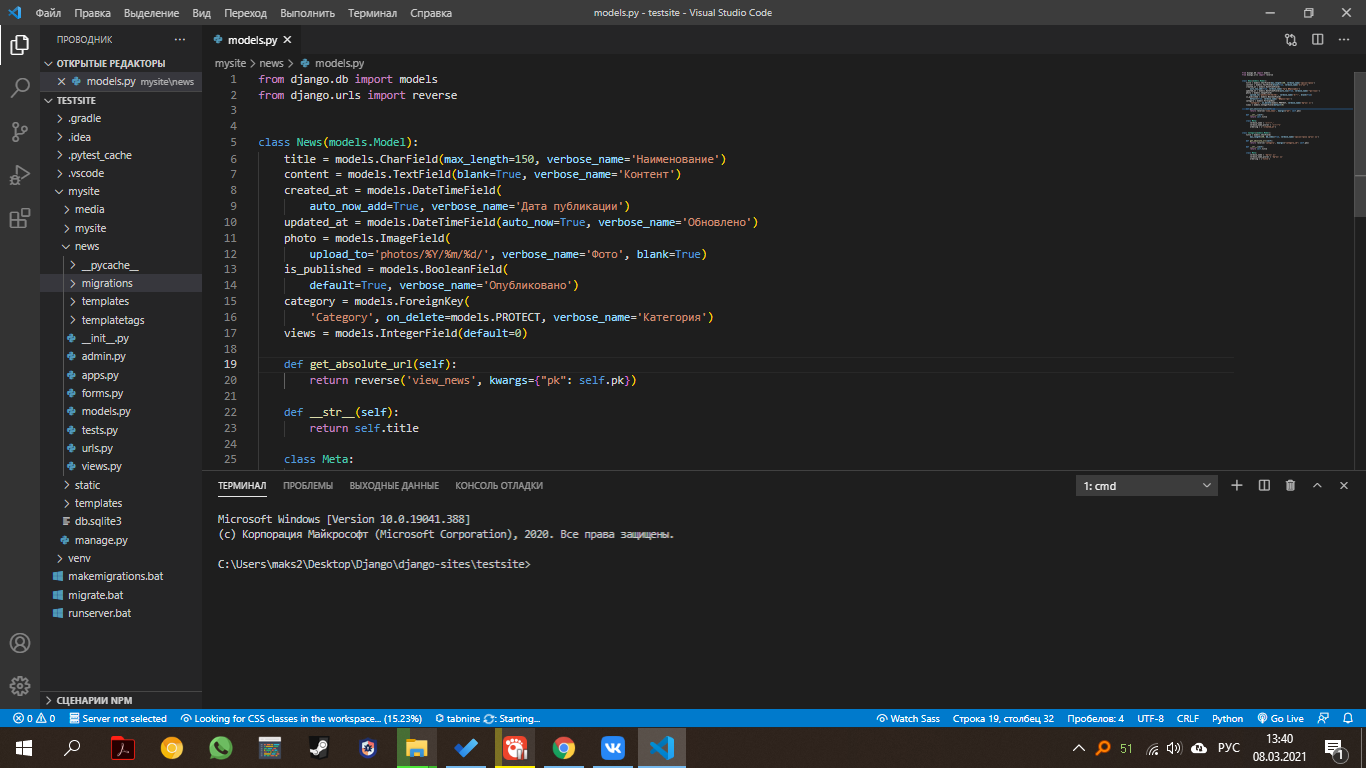 Файл Правка Выделение Вид Переход Выполнить Терминал Справка models.py - testsite - Visual Studio Code
ПРОВОДНИК ...
ОТКРЫТЫЕ РЕДАКТОРЫ
models.py mysite\news
TESTSITE
.gradle
.idea
.pytest_cache
.vscode
mysite
media
mysite
news
__pycache__
migrations
templates
templatetags
__init__.py
admin.py
apps.py
forms.py
models.py
tests.py
urls.py
views.py
static
templates
db.sqlite3
manage.py
venv
makemigrations.bat
migrate.bat
runserver.bat
СЦЕНАРИИ NPM
models.py
mysite > news > models.py
1 from django.db import models
2 from django.urls import reverse
3
4
5 class News(models.Model):
6 title = models.CharField(max_length=150, verbose_name='Наименование')
7 content = models.TextField(blank=True, verbose_name='Контент')
8 created_at = models.DateTimeField(
9 auto_now_add=True, verbose_name='Дата публикации')
10 updated_at = models.DateTimeField(auto_now=True, verbose_name='Обновлено')
11 photo = models.ImageField(
12 upload_to='photos/%Y/%m/%d/', verbose_name='Фото', blank=True)
13 is_published = models.BooleanField(
14 default=True, verbose_name='Опубликовано')
15 category = models.ForeignKey(
16 'Category', on_delete=models.PROTECT, verbose_name='Категория')
17 views = models.IntegerField(default=0)
18
19 def get_absolute_url(self):
20 return reverse('view_news', kwargs={"pk": self.pk})
21
22 def __str__(self):
23 return self.title
24
25 class Meta:
ТЕРМИНАЛ ПРОБЛЕМЫ ВЫХОДНЫЕ ДАННЫЕ КОНСОЛЬ ОТЛАДКИ 1: cmd
Microsoft Windows [Version 10.0.19041.388]
(c) Корпорация Майкрософт (Microsoft Corporation), 2020. Все права защищены.
C:\Users\maks2\Desktop\Django\django-sites\testsite>
0 0 Server not selected Looking for CSS classes in the workspace... (15.23%) tabnine : Starting... Watch Sass Строка 19, столбец 32 Пробелов: 4 UTF-8 CRLF Python Go Live
51 РУС 13:40
08.03.2021 1